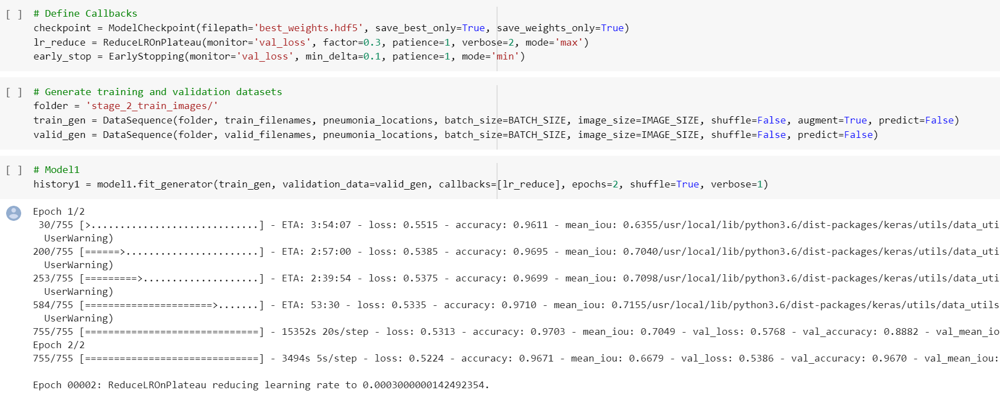 [ ] # Define Callbacks
checkpoint = ModelCheckpoint(filepath='best_weights.hdf5', save_best_only=True, save_weights_only=True)
lr_reduce = ReduceLROnPlateau(monitor='val_loss', factor=0.3, patience=1, verbose=2, mode='max')
early_stop = EarlyStopping(monitor='val_loss', min_delta=0.1, patience=1, mode='min')
[ ] # Generate training and validation datasets
folder = 'stage_2_train_images/'
train_gen = DataSequence(folder, train_filenames, pneumonia_locations, batch_size=BATCH_SIZE, image_size=IMAGE_SIZE, shuffle=False, augment=True, predict=False)
valid_gen = DataSequence(folder, valid_filenames, pneumonia_locations, batch_size=BATCH_SIZE, image_size=IMAGE_SIZE, shuffle=False, predict=False)
[ ] # Model1
history1 = model1.fit_generator(train_gen, validation_data=valid_gen, callbacks=[lr_reduce], epochs=2, shuffle=True, verbose=1)
Epoch 1/2
30/755 [>.............................] - ETA: 3:54:07 - loss: 0.5515 - accuracy: 0.9611 - mean_iou: 0.6355/usr/local/lib/python3.6/dist-packages/keras/utils/data_uti
UserWarning)
200/755 [======>.......................] - ETA: 2:57:00 - loss: 0.5385 - accuracy: 0.9695 - mean_iou: 0.7040/usr/local/lib/python3.6/dist-packages/keras/utils/data_uti
UserWarning)
253/755 [=========>....................] - ETA: 2:39:54 - loss: 0.5375 - accuracy: 0.9699 - mean_iou: 0.7098/usr/local/lib/python3.6/dist-packages/keras/utils/data_uti
UserWarning)
584/755 [======================>.......] - ETA: 53:30 - loss: 0.5335 - accuracy: 0.9710 - mean_iou: 0.7155/usr/local/lib/python3.6/dist-packages/keras/utils/data_utils
UserWarning)
755/755 [==============================] - 15352s 20s/step - loss: 0.5313 - accuracy: 0.9703 - mean_iou: 0.7049 - val_loss: 0.5768 - val_accuracy: 0.8882 - val_mean_io
Epoch 2/2
755/755 [==============================] - 3494s 5s/step - loss: 0.5224 - accuracy: 0.9671 - mean_iou: 0.6679 - val_loss: 0.5386 - val_accuracy: 0.9670 - val_mean_iou:
Epoch 00002: ReduceLROnPlateau reducing learning rate to 0.0003000000142492354.